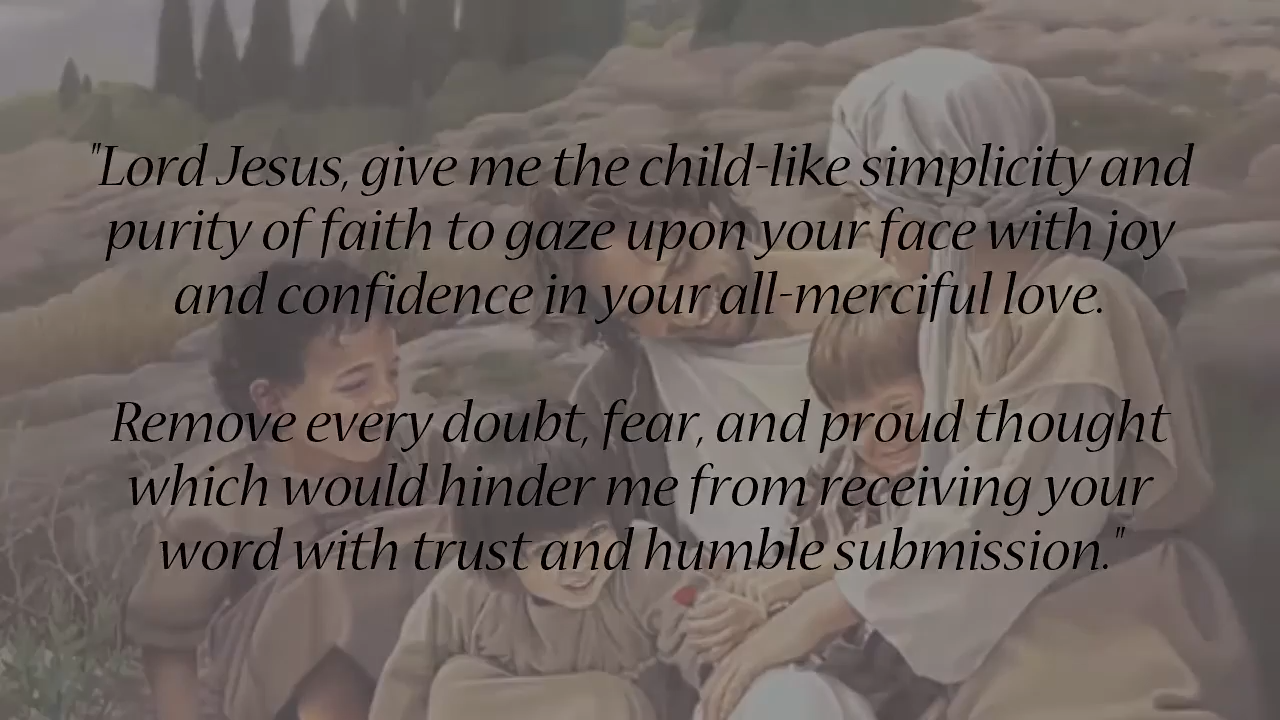 "Lord Jesus, give me the child-like simplicity and
purity of faith to gaze upon your face with joy
and confidence in your all-merciful love.
Remove every doubt, fear, and proud thought
which would hinder me from receiving your
word with trust and humble submission."